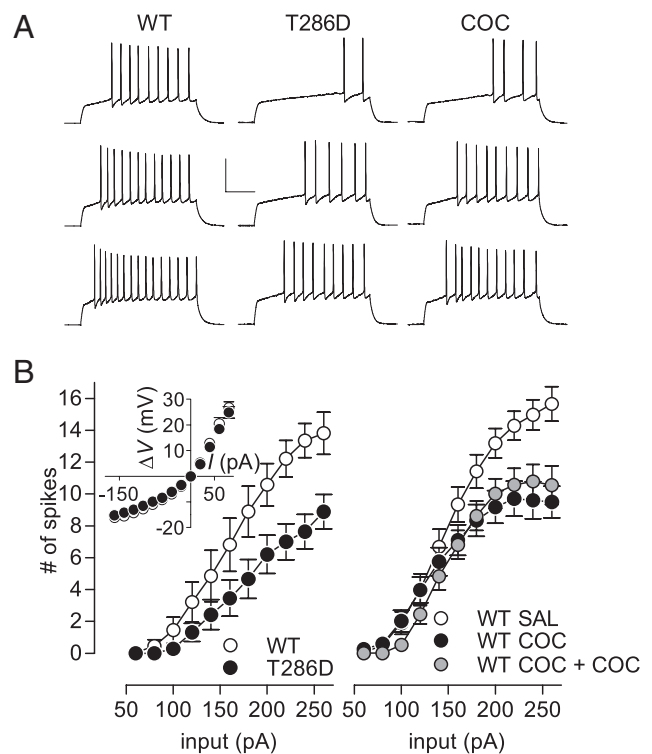 A
WT T286D COC
B
16
14
12
10
8
6
4
2
0
# of spikes
30
20
10
-20
ΔV (mV)
I (pA)
-150 50
WT
T286D
50 100 150 200 250
input (pA)
WT SAL
WT COC
WT COC + COC
50 100 150 200 250
input (pA)